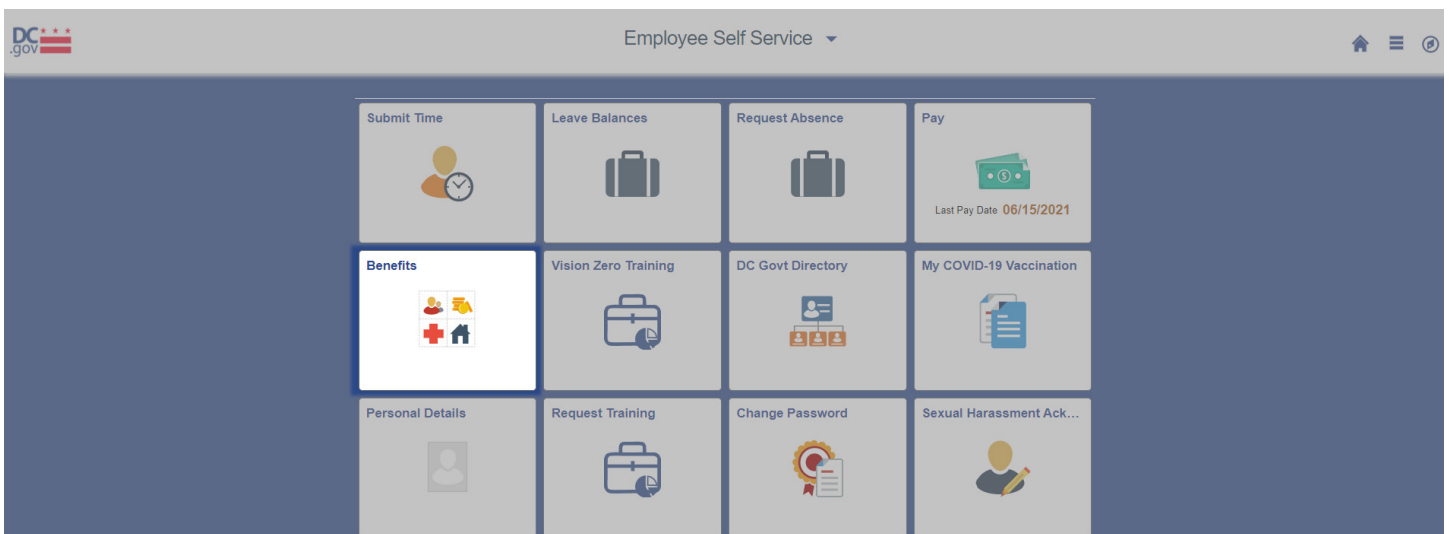 DC
.gov
Employee Self Service
Submit Time
Leave Balances
Request Absence
Pay
Last Pay Date 06/15/2021
Benefits
Vision Zero Training
DC Govt Directory
My COVID-19 Vaccination
Personal Details
Request Training
Change Password
Sexual Harassment Ack...